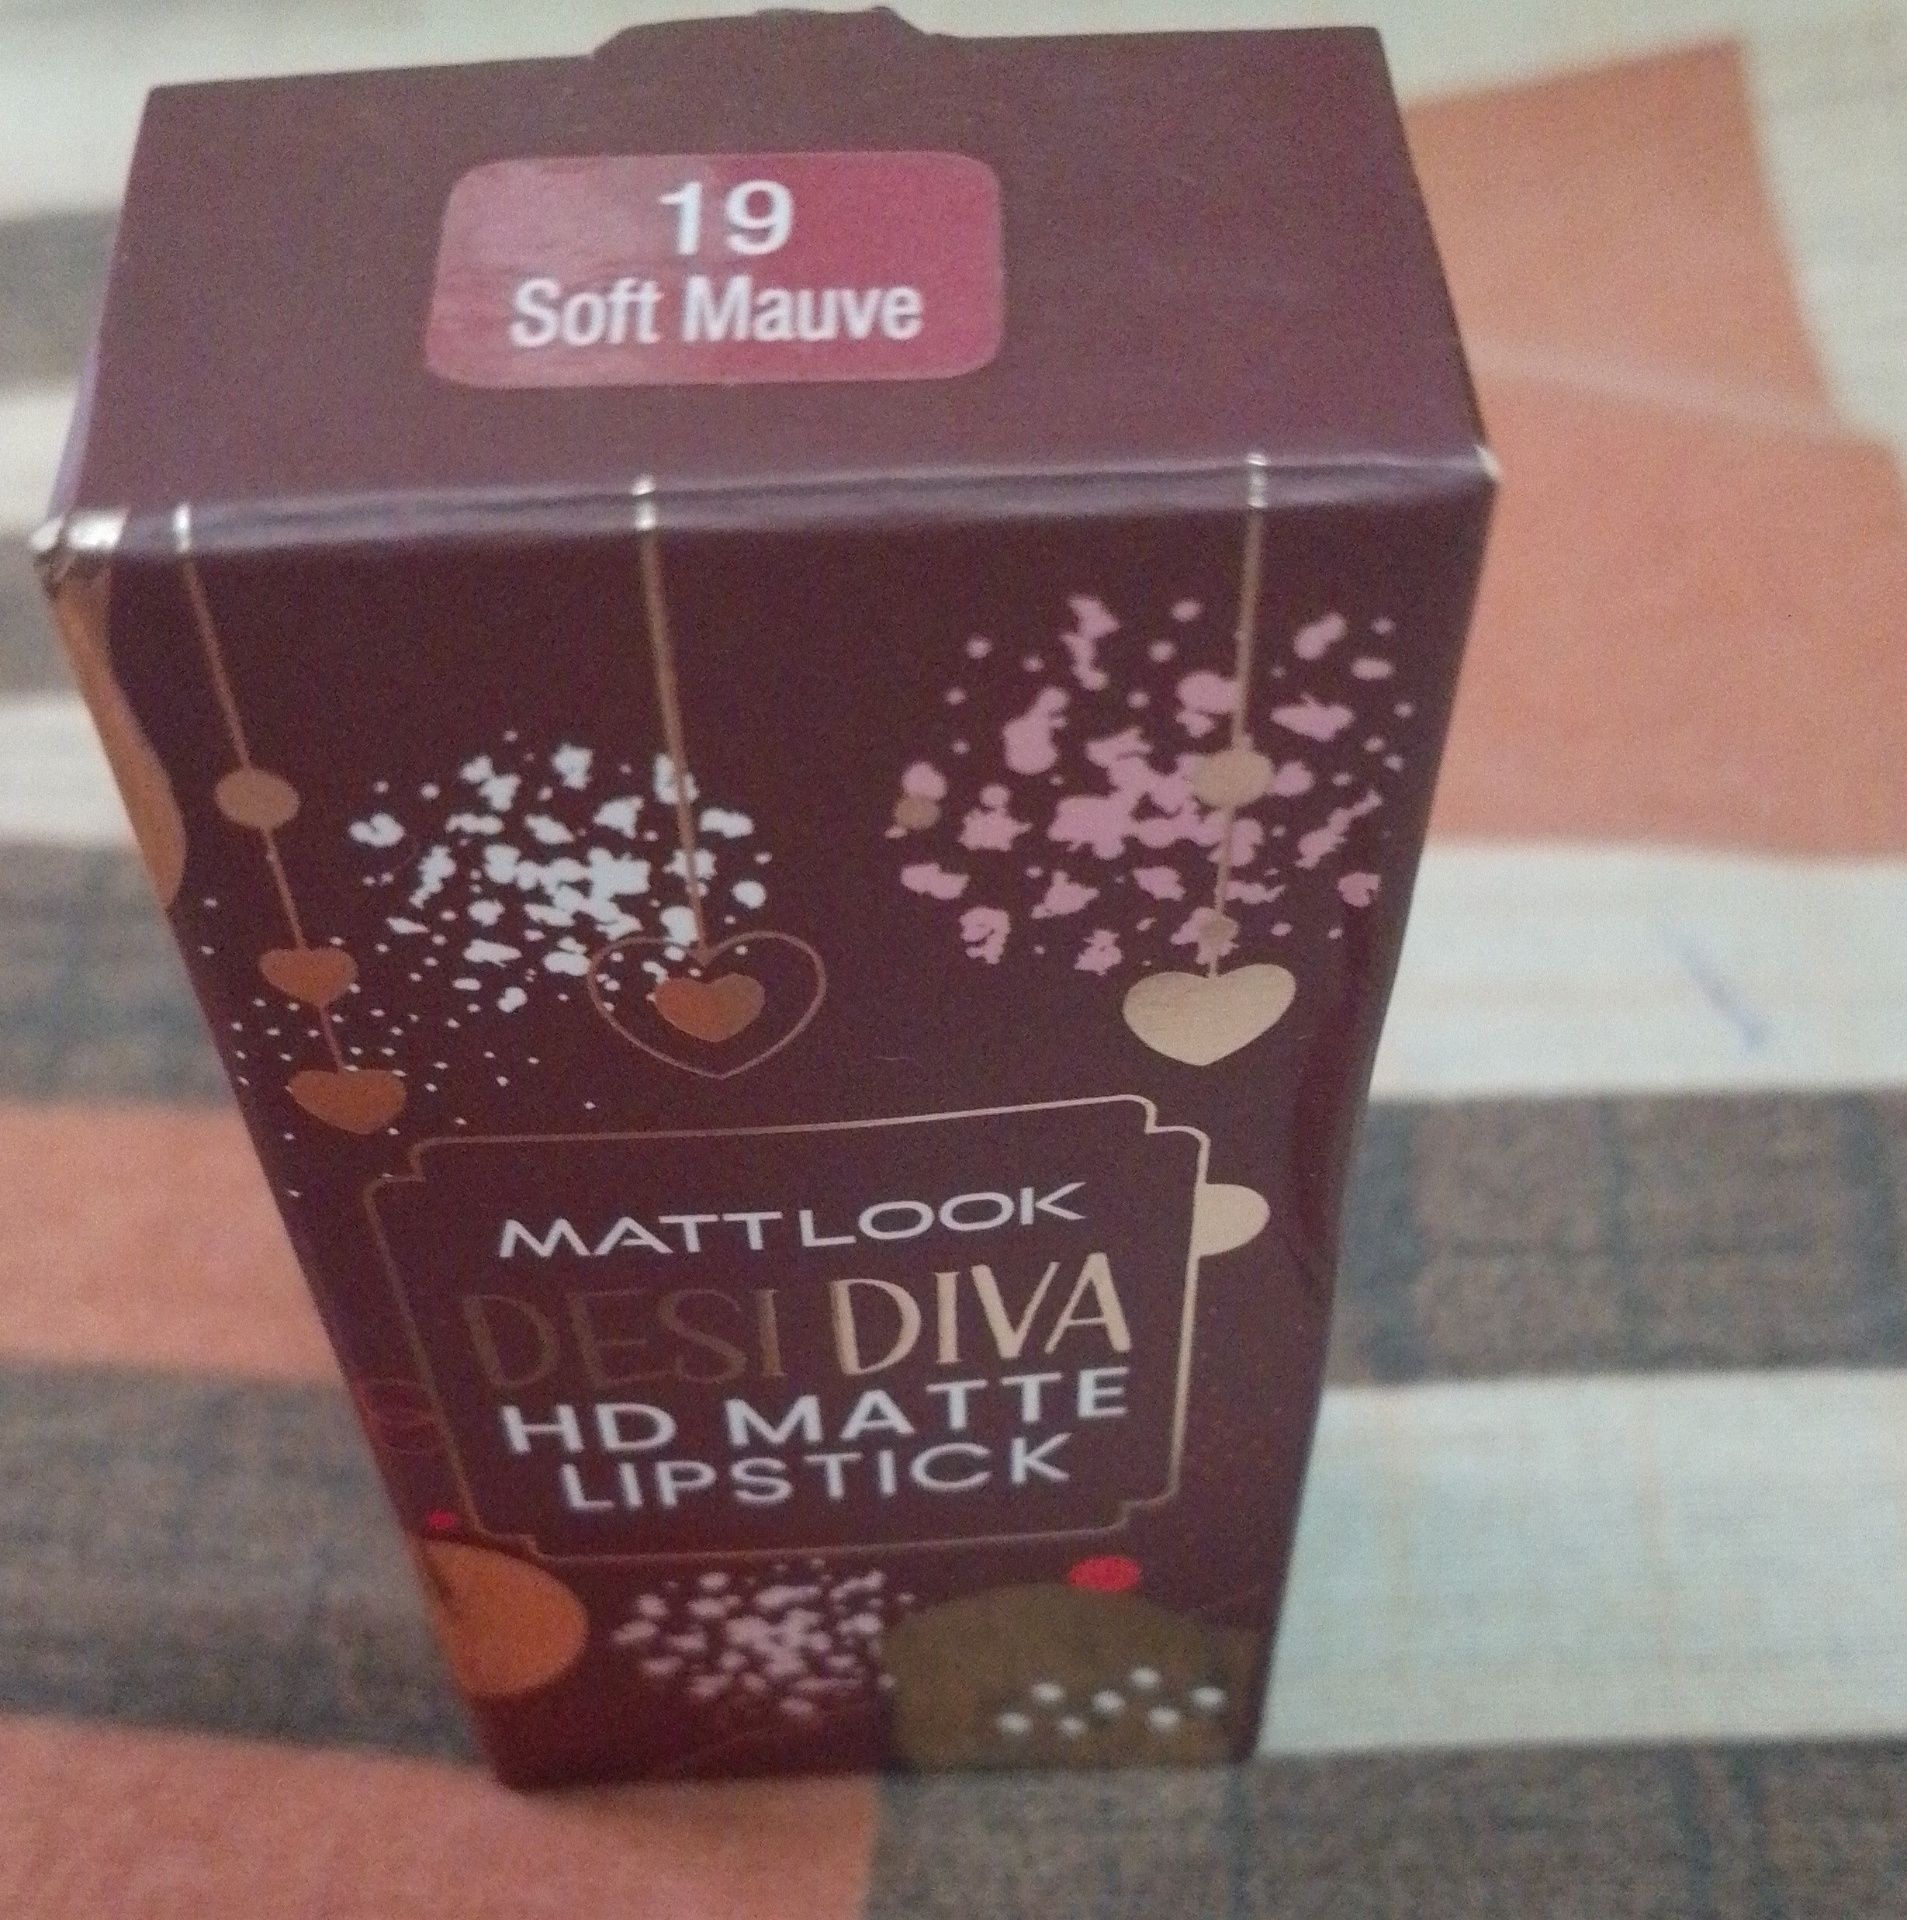 19
Soft Mauve
MATTLOOK
DESI DIVA
HD MATTE
LIPSTICK